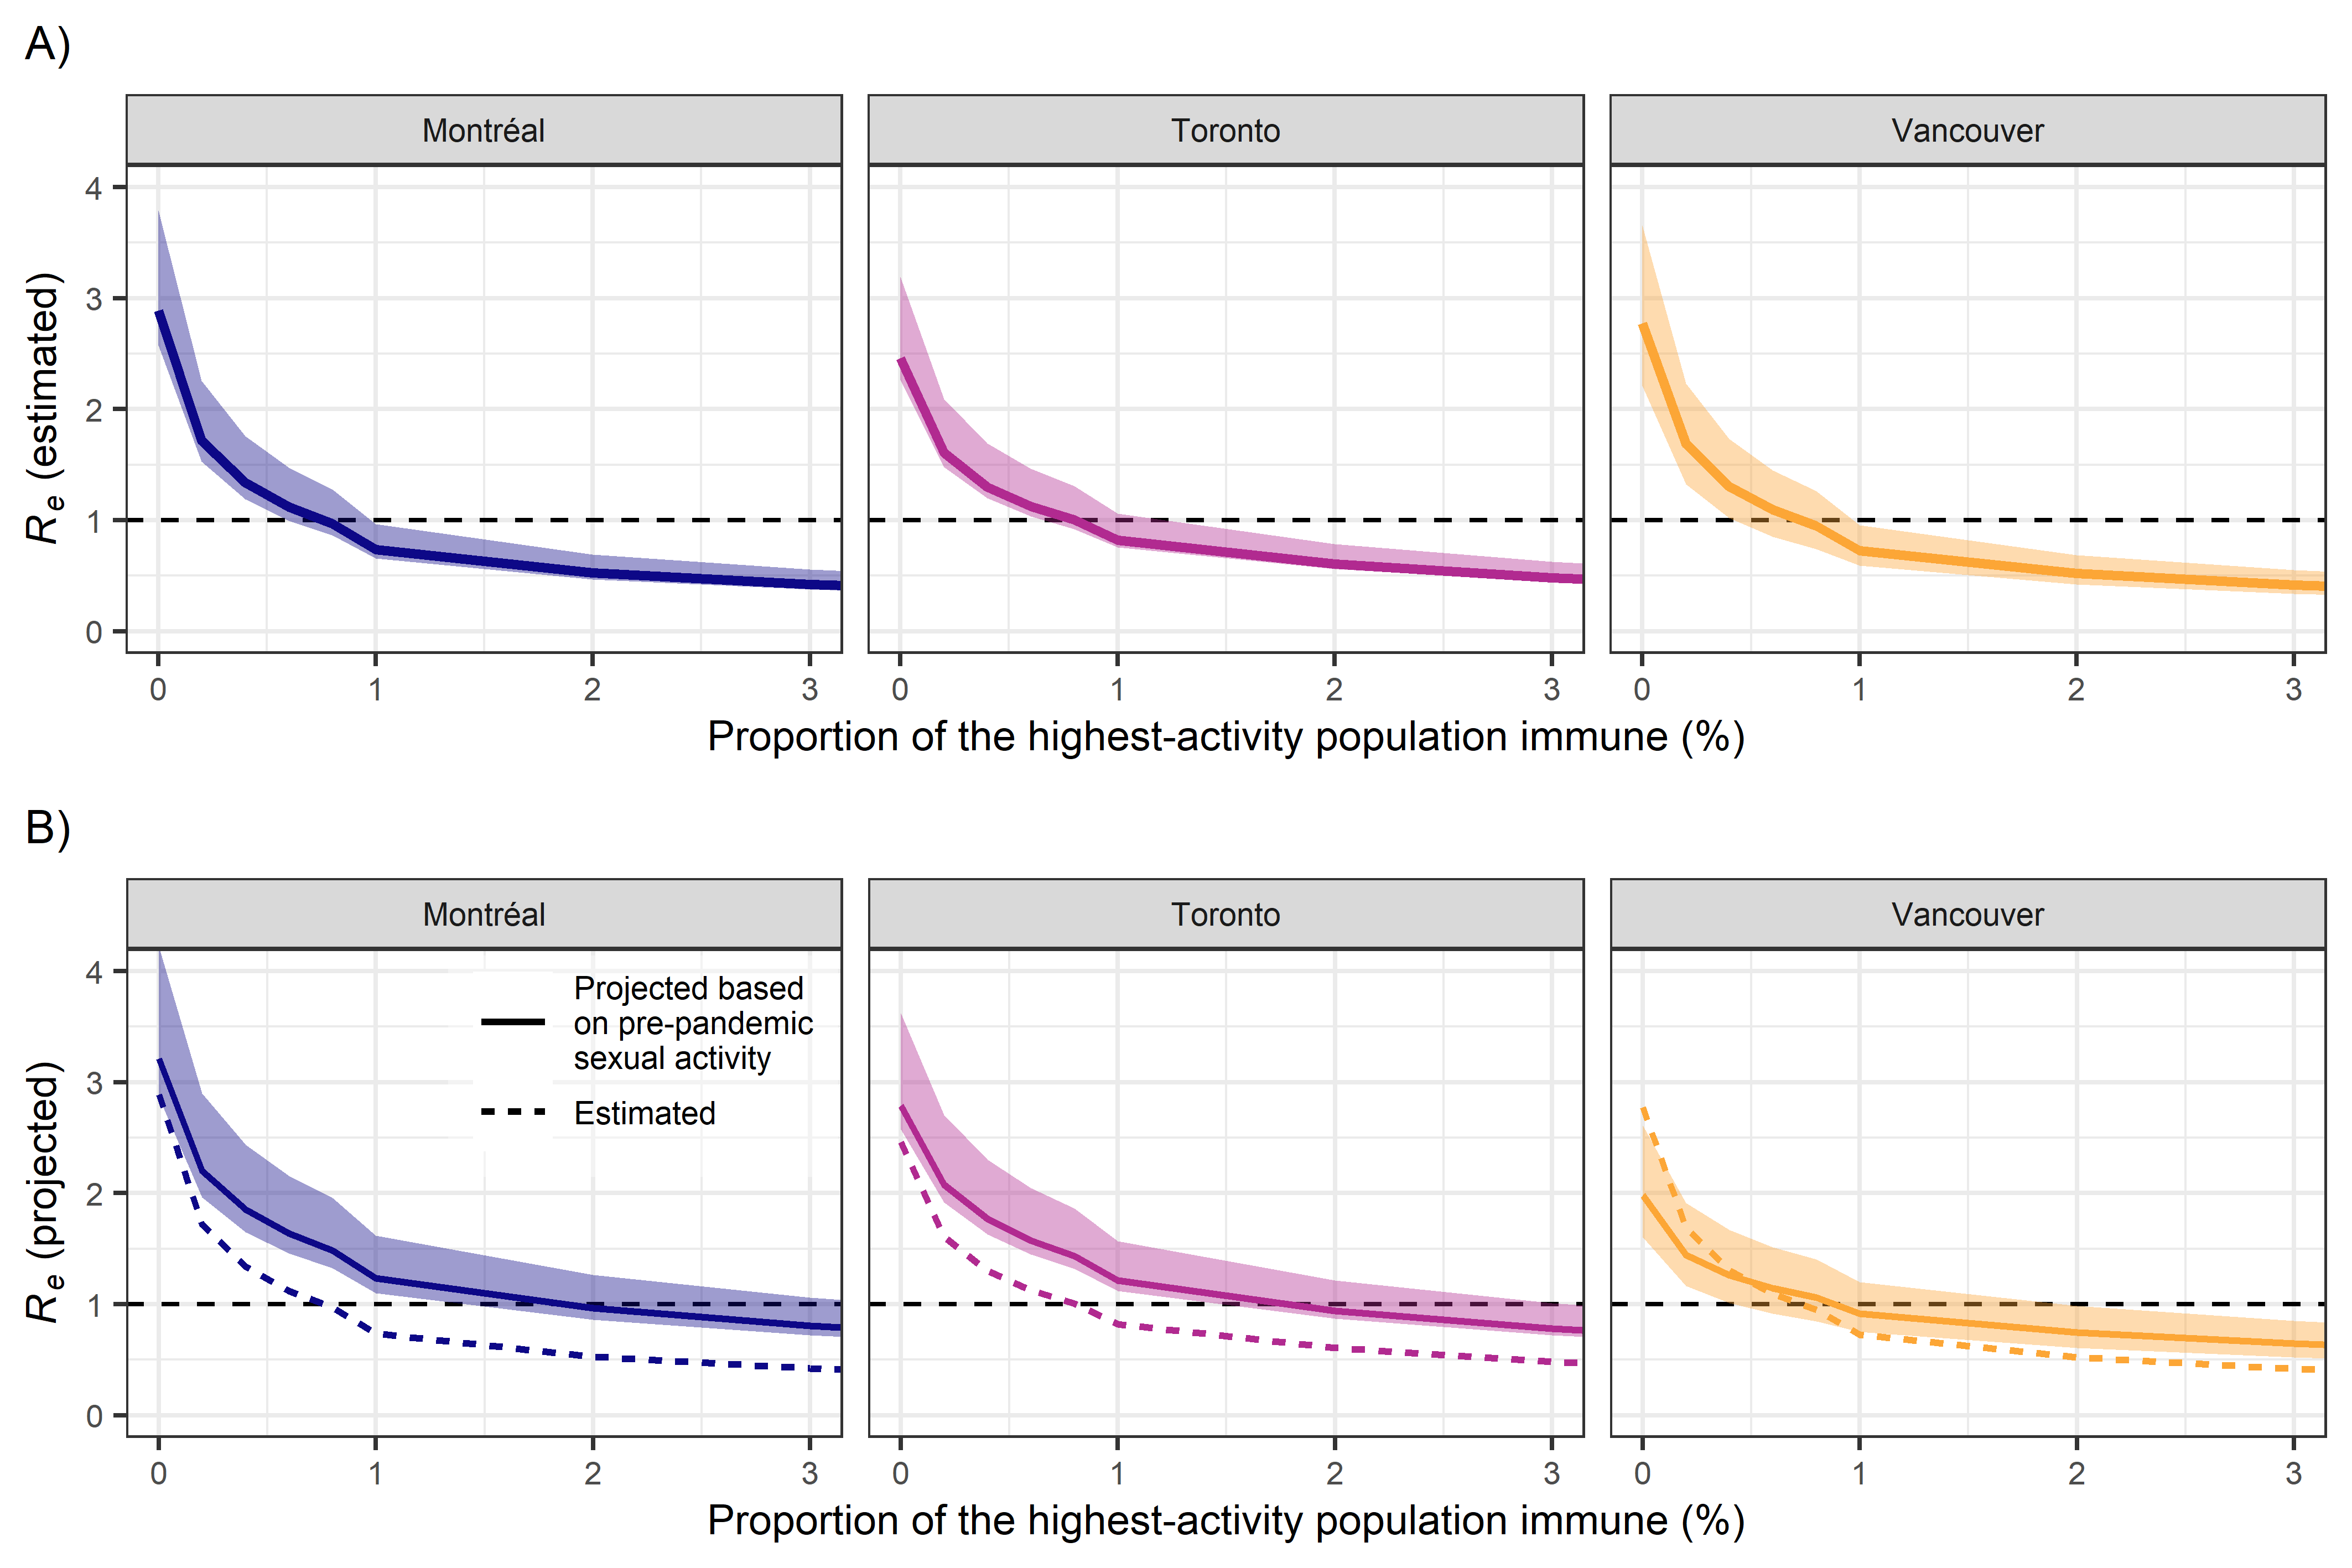 A)
Montréal
Toronto
Vancouver
Re (estimated)
4
3
2
1
0
0 1 2 3
0 1 2 3
0 1 2 3
Proportion of the highest-activity population immune (%)
B)
Montréal
Toronto
Vancouver
Re (projected)
4
3
2
1
0
Projected based
on pre-pandemic
sexual activity
Estimated
0 1 2 3
0 1 2 3
0 1 2 3
Proportion of the highest-activity population immune (%)